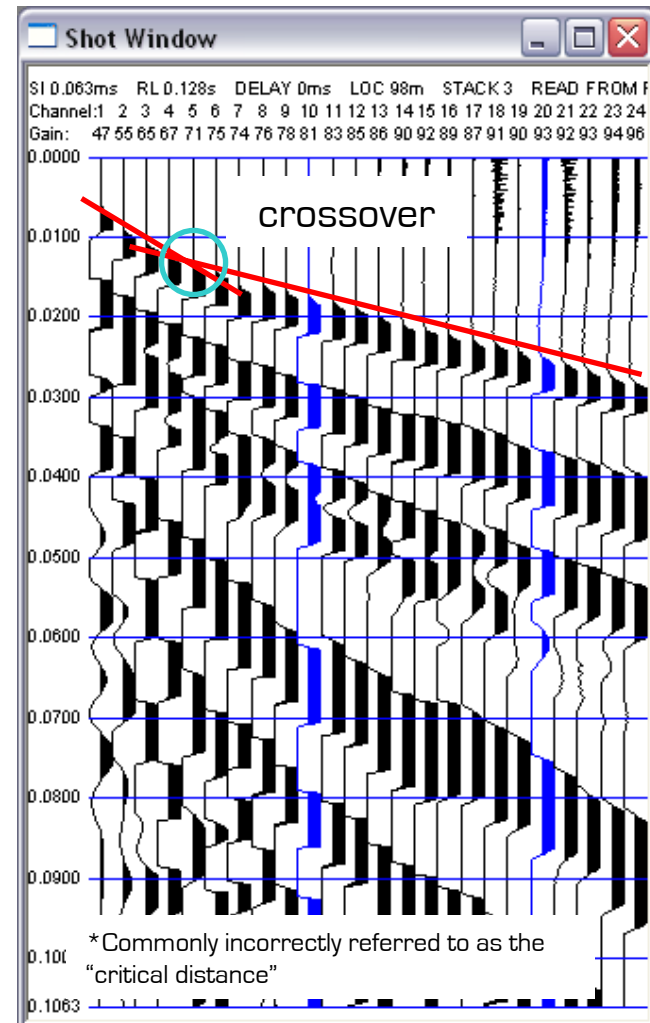 Shot Window
SI 0.063ms RL 0.128s DELAY 0ms LOC 98m STACK 3 READ FROM F
Channel:1 2 3 4 5 6 7 8 9 10 11 12 13 14 15 16 17 18 19 20 21 22 23 24
Gain: 47 55 65 67 71 75 74 76 78 81 83 85 86 90 92 89 87 91 90 93 92 93 94 96
0.0000
crossover
0.0100
0.0200
0.0300
0.0400
0.0500
0.0600
0.0700
0.0800
0.0900
*Commonly incorrectly referred to as the
0.100
“critical distance”
0.1063